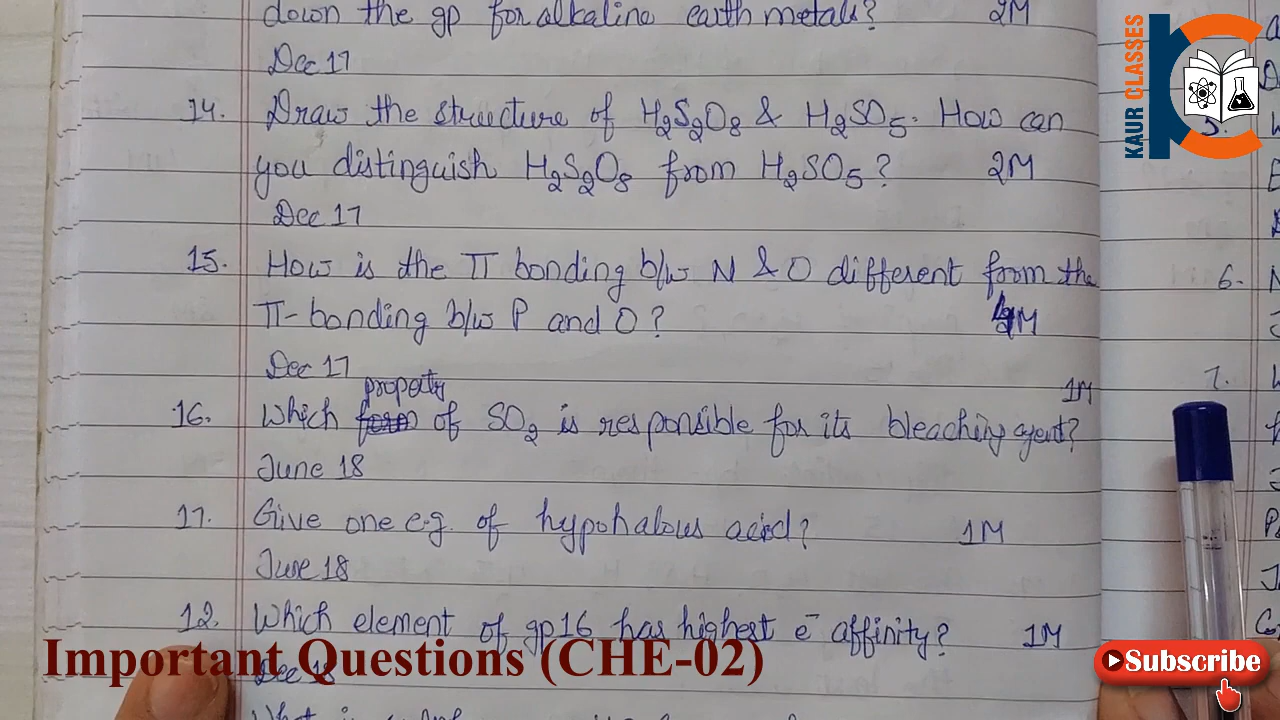 down the gp for alkaline earth metals? 2M
Dec 17
14. Draw the structure of H₂S₂O₈ & H₂SO₅. How can
you distinguish H₂S₂O₈ from H₂SO₅? 2M
Dec 17
15. How is the π bonding b/w N & O different from the
π-bonding b/w P and O? M
Dec 17
property 1M
16. Which of SO₂ is responsible for its bleaching agent?
June 18
17. Give one e.g. of hypohalous acid? 1M
June 18
12. Which element of gp16 has highest e⁻ affinity? 1M
Dec 18
KAUR CLASSES
6.
7.
Important Questions (CHE-02)
Subscribe